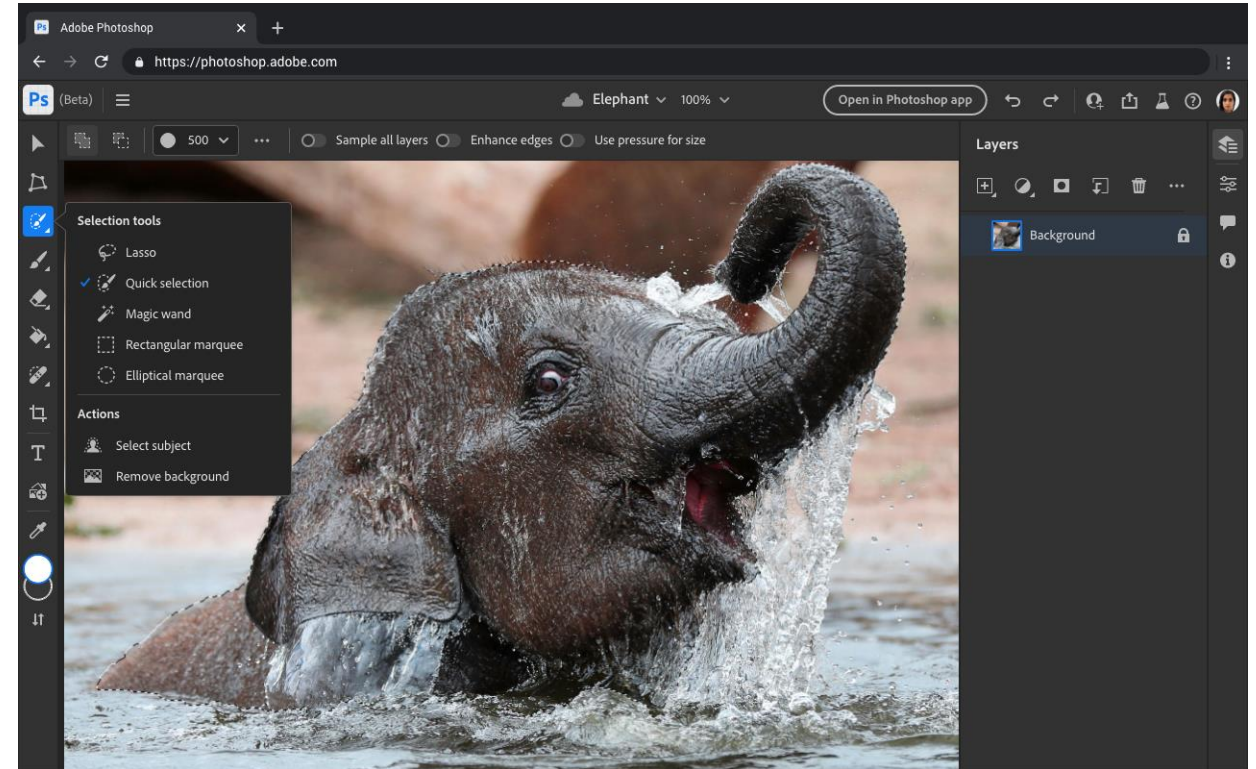 Ps Adobe Photoshop
https://photoshop.adobe.com
Ps (Beta) Elephant 100% Open in Photoshop app
500 Sample all layers Enhance edges Use pressure for size
Layers
Background
Selection tools
Lasso
Quick selection
Magic wand
Rectangular marquee
Elliptical marquee
Actions
Select subject
Remove background
T